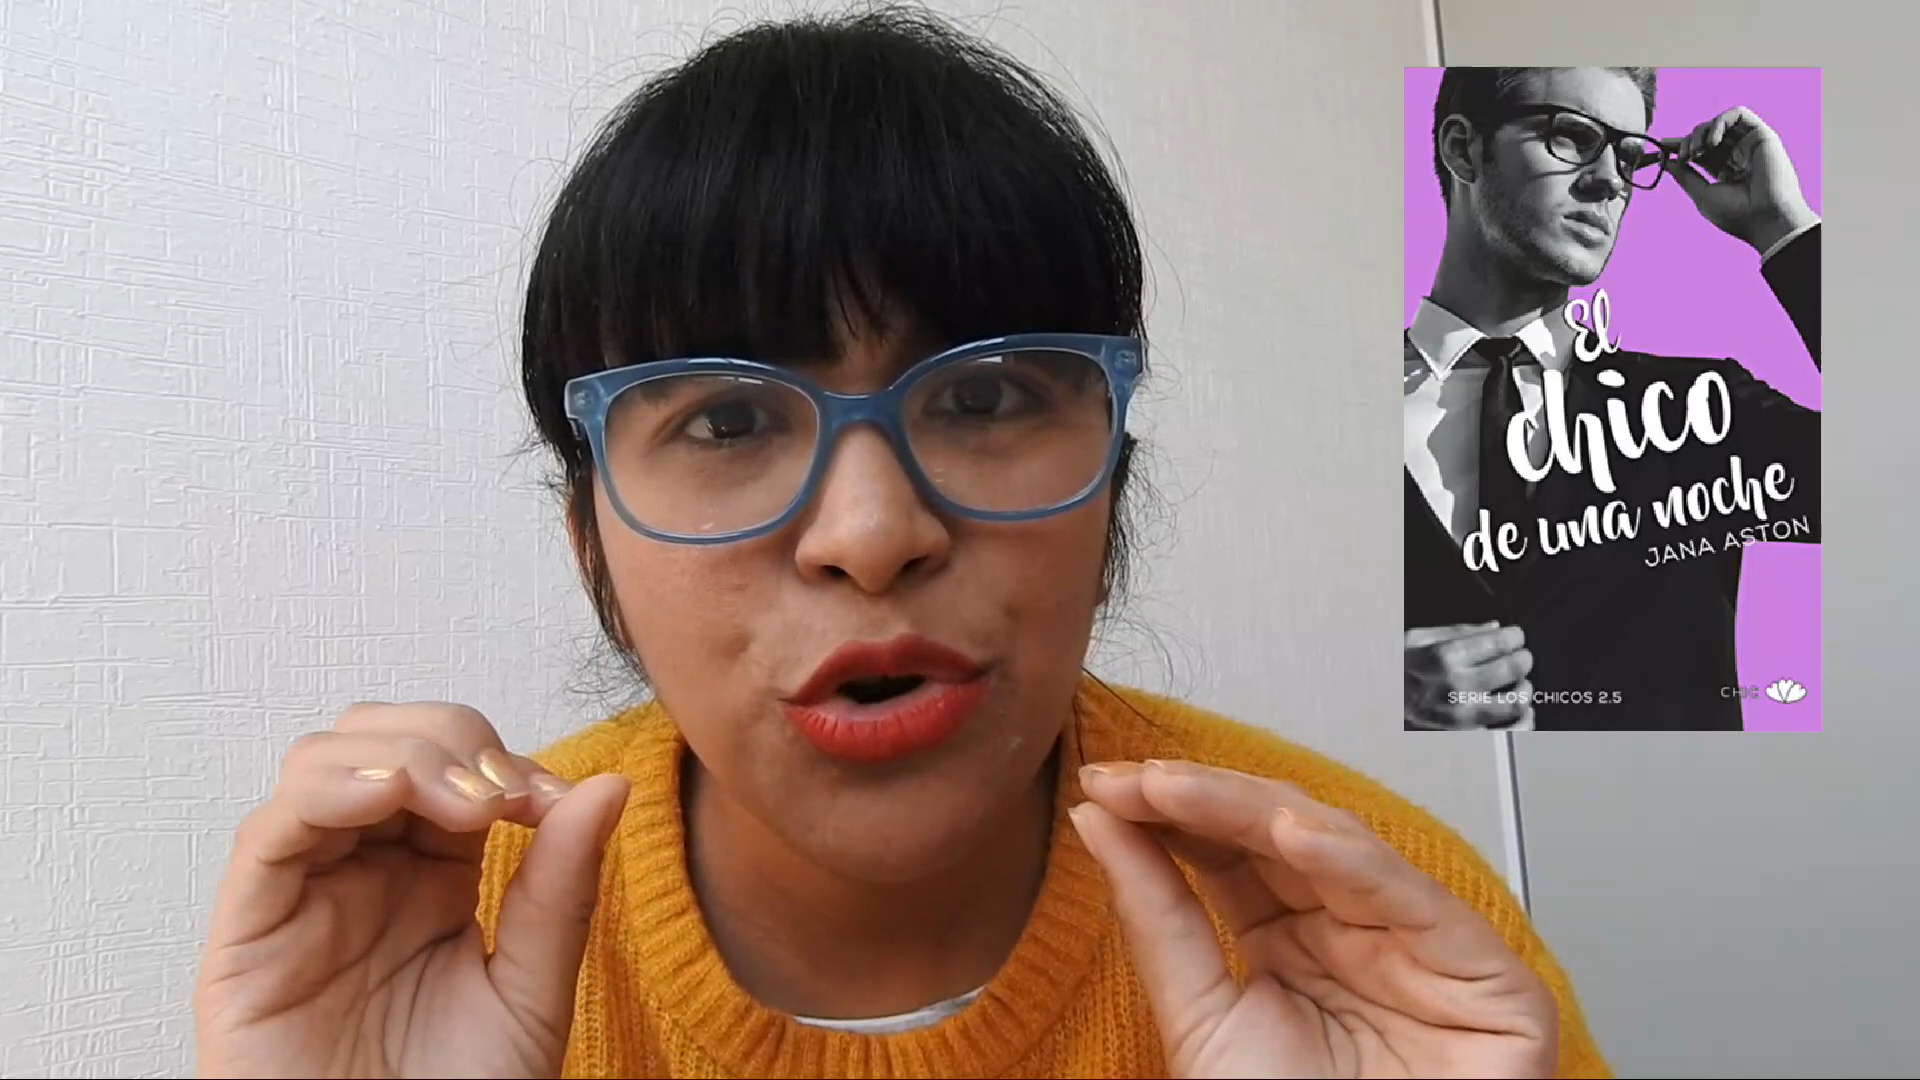 El
chico
de una noche
JANA ASTON
SERIE LOS CHICOS 2.5
CHIC